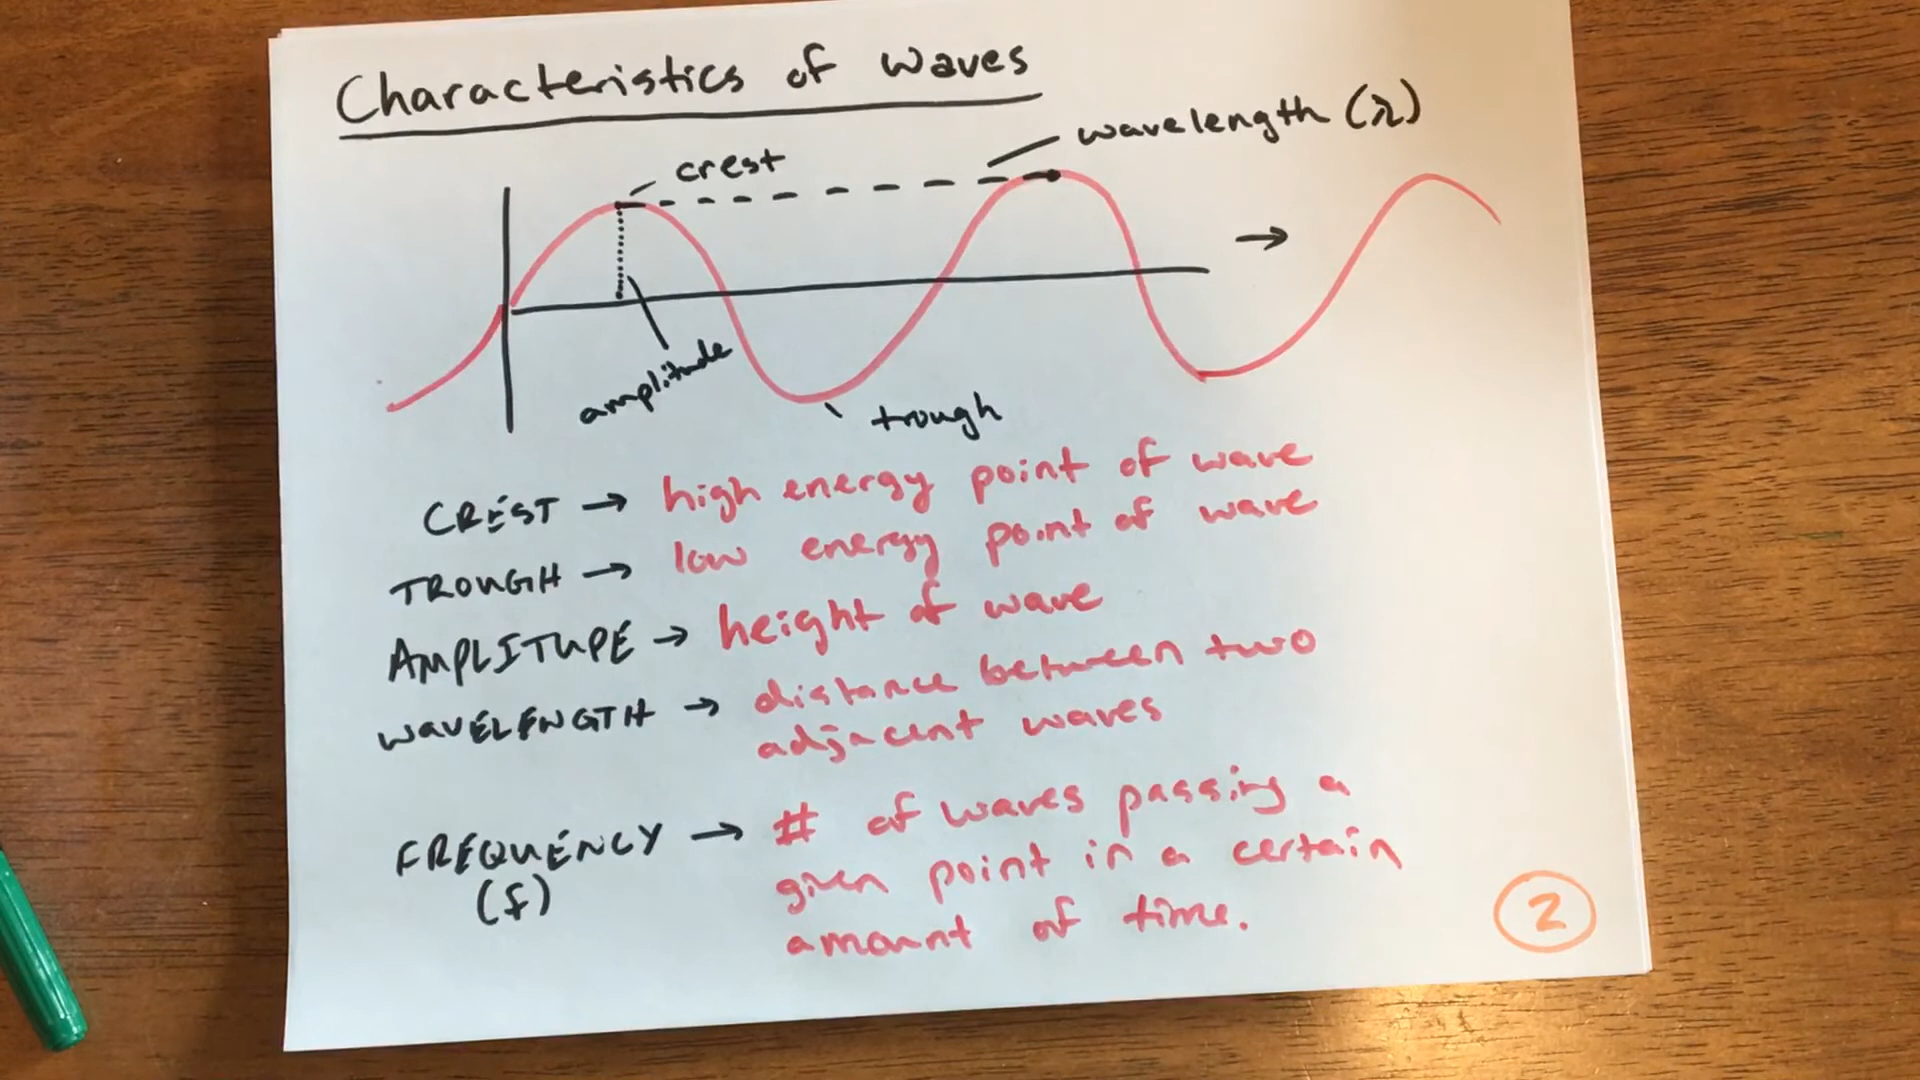 Characteristics of waves
wavelength (λ)
crest
amplitude
trough
CREST → high energy point of wave
TROUGH → low energy point of wave
AMPLITUDE → height of wave
WAVELENGTH → distance between two
adjacent waves
FREQUENCY → # of waves passing a
(f) given point in a certain
amount of time.
2